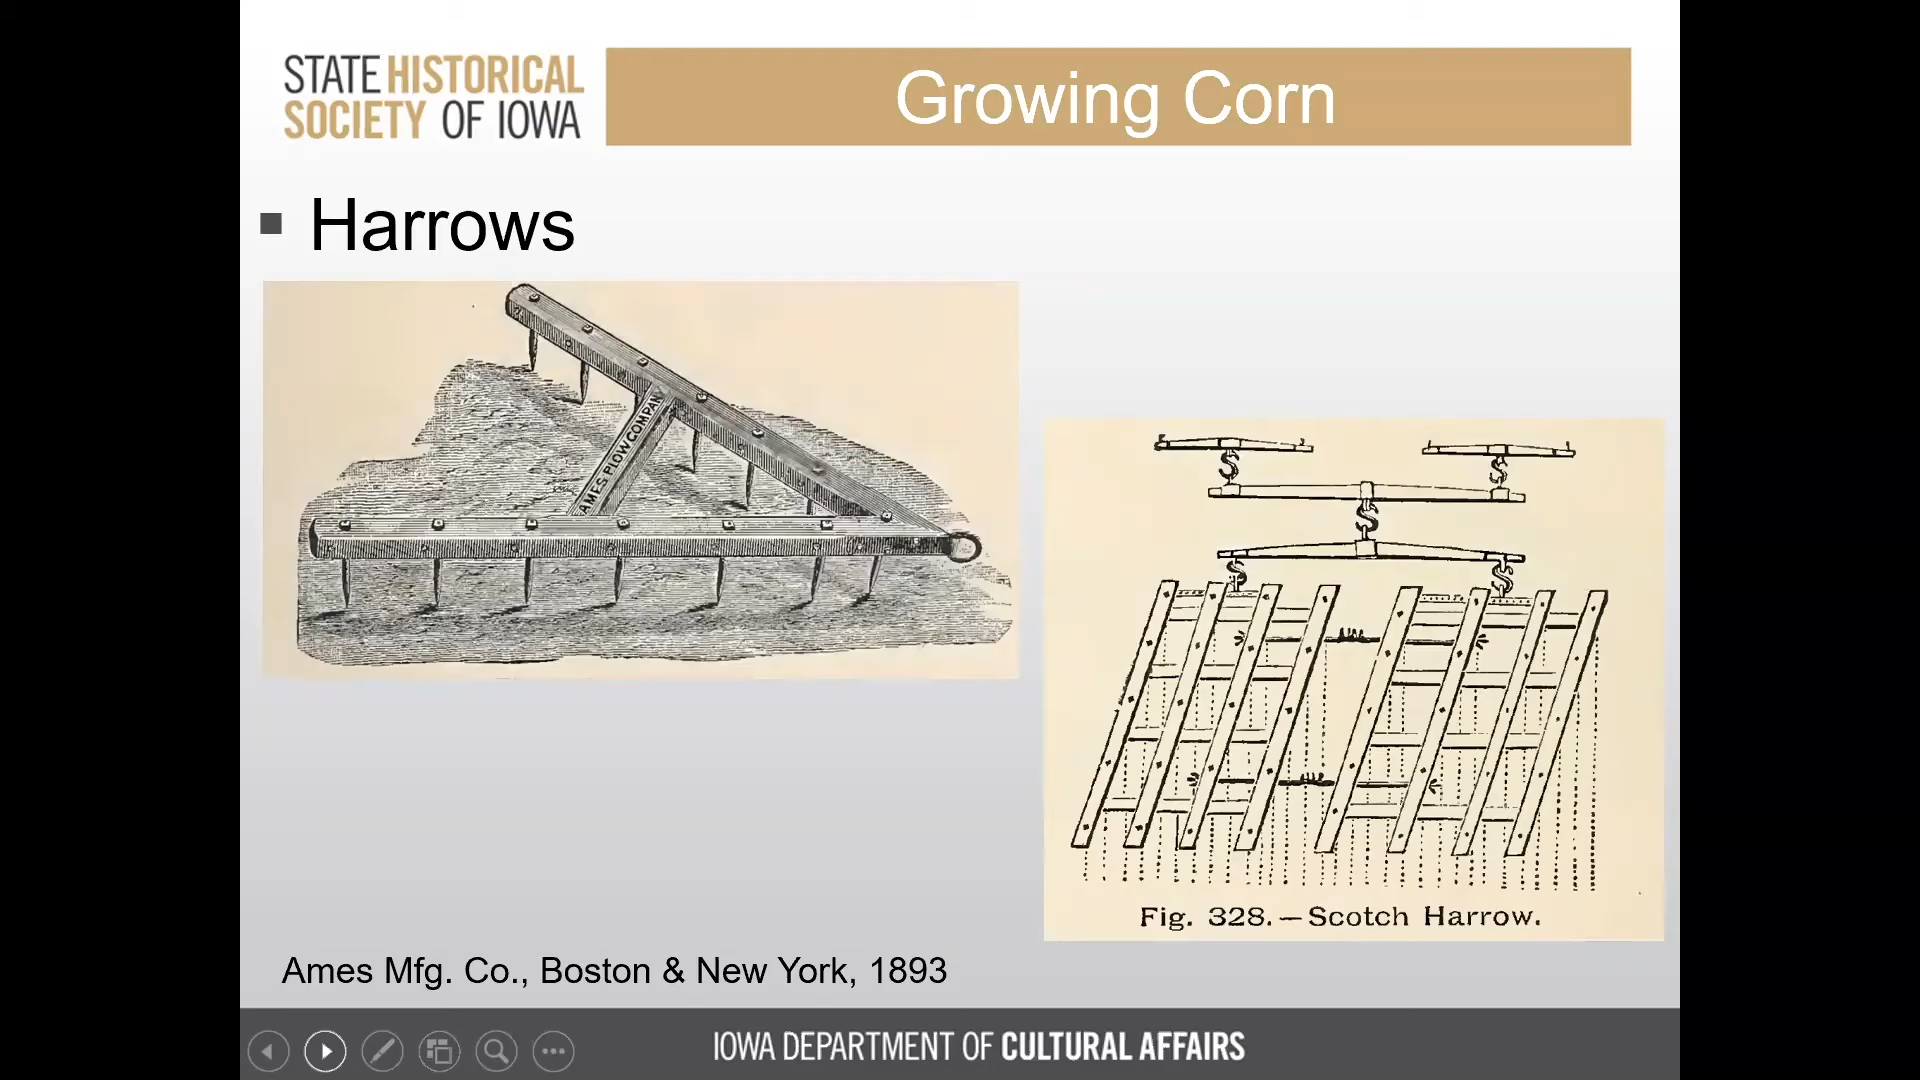 STATE HISTORICAL
SOCIETY OF IOWA
Growing Corn
Harrows
AMES PLOW COMPANY
Fig. 328.—Scotch Harrow.
Ames Mfg. Co., Boston & New York, 1893
IOWA DEPARTMENT OF CULTURAL AFFAIRS